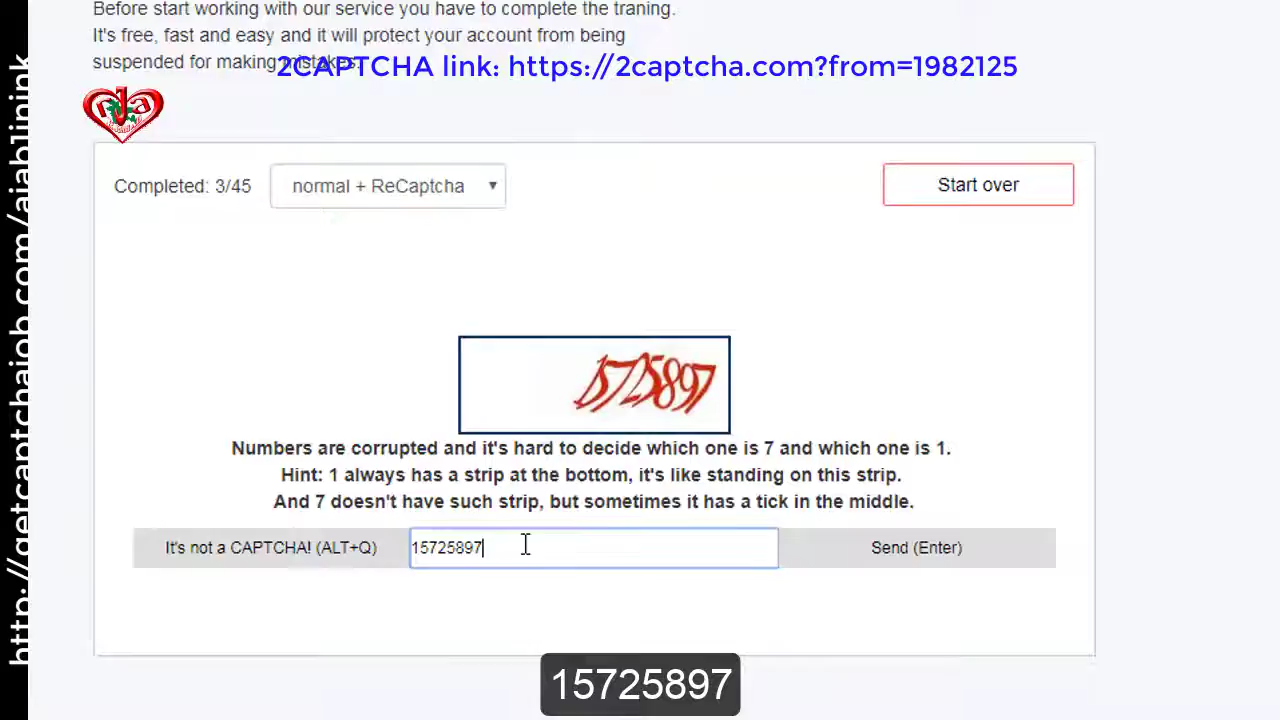 Before start working with our service you have to complete the traning.
It's free, fast and easy and it will protect your account from being
suspended for making mistakes.
2CAPTCHA link: https://2captcha.com?from=1982125
nja
Completed: 3/45
normal + ReCaptcha
Start over
15725897
Numbers are corrupted and it's hard to decide which one is 7 and which one is 1.
Hint: 1 always has a strip at the bottom, it's like standing on this strip.
And 7 doesn't have such strip, but sometimes it has a tick in the middle.
It's not a CAPTCHA! (ALT+Q)
15725897
Send (Enter)
15725897